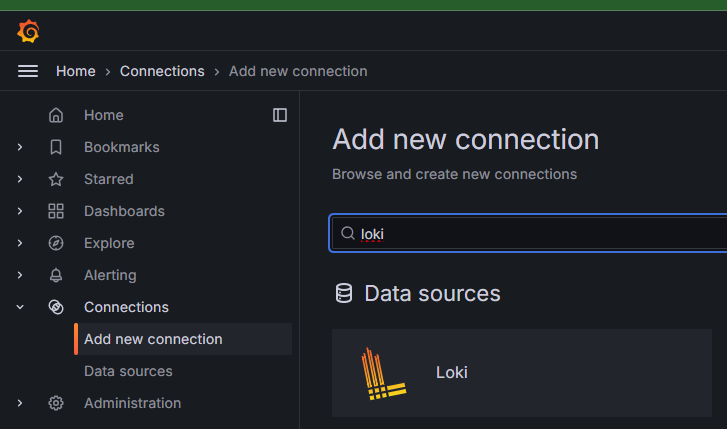 Home › Connections › Add new connection
Home
Bookmarks
Starred
Dashboards
Explore
Alerting
Connections
Add new connection
Data sources
Administration
Add new connection
Browse and create new connections
loki
Data sources
Loki